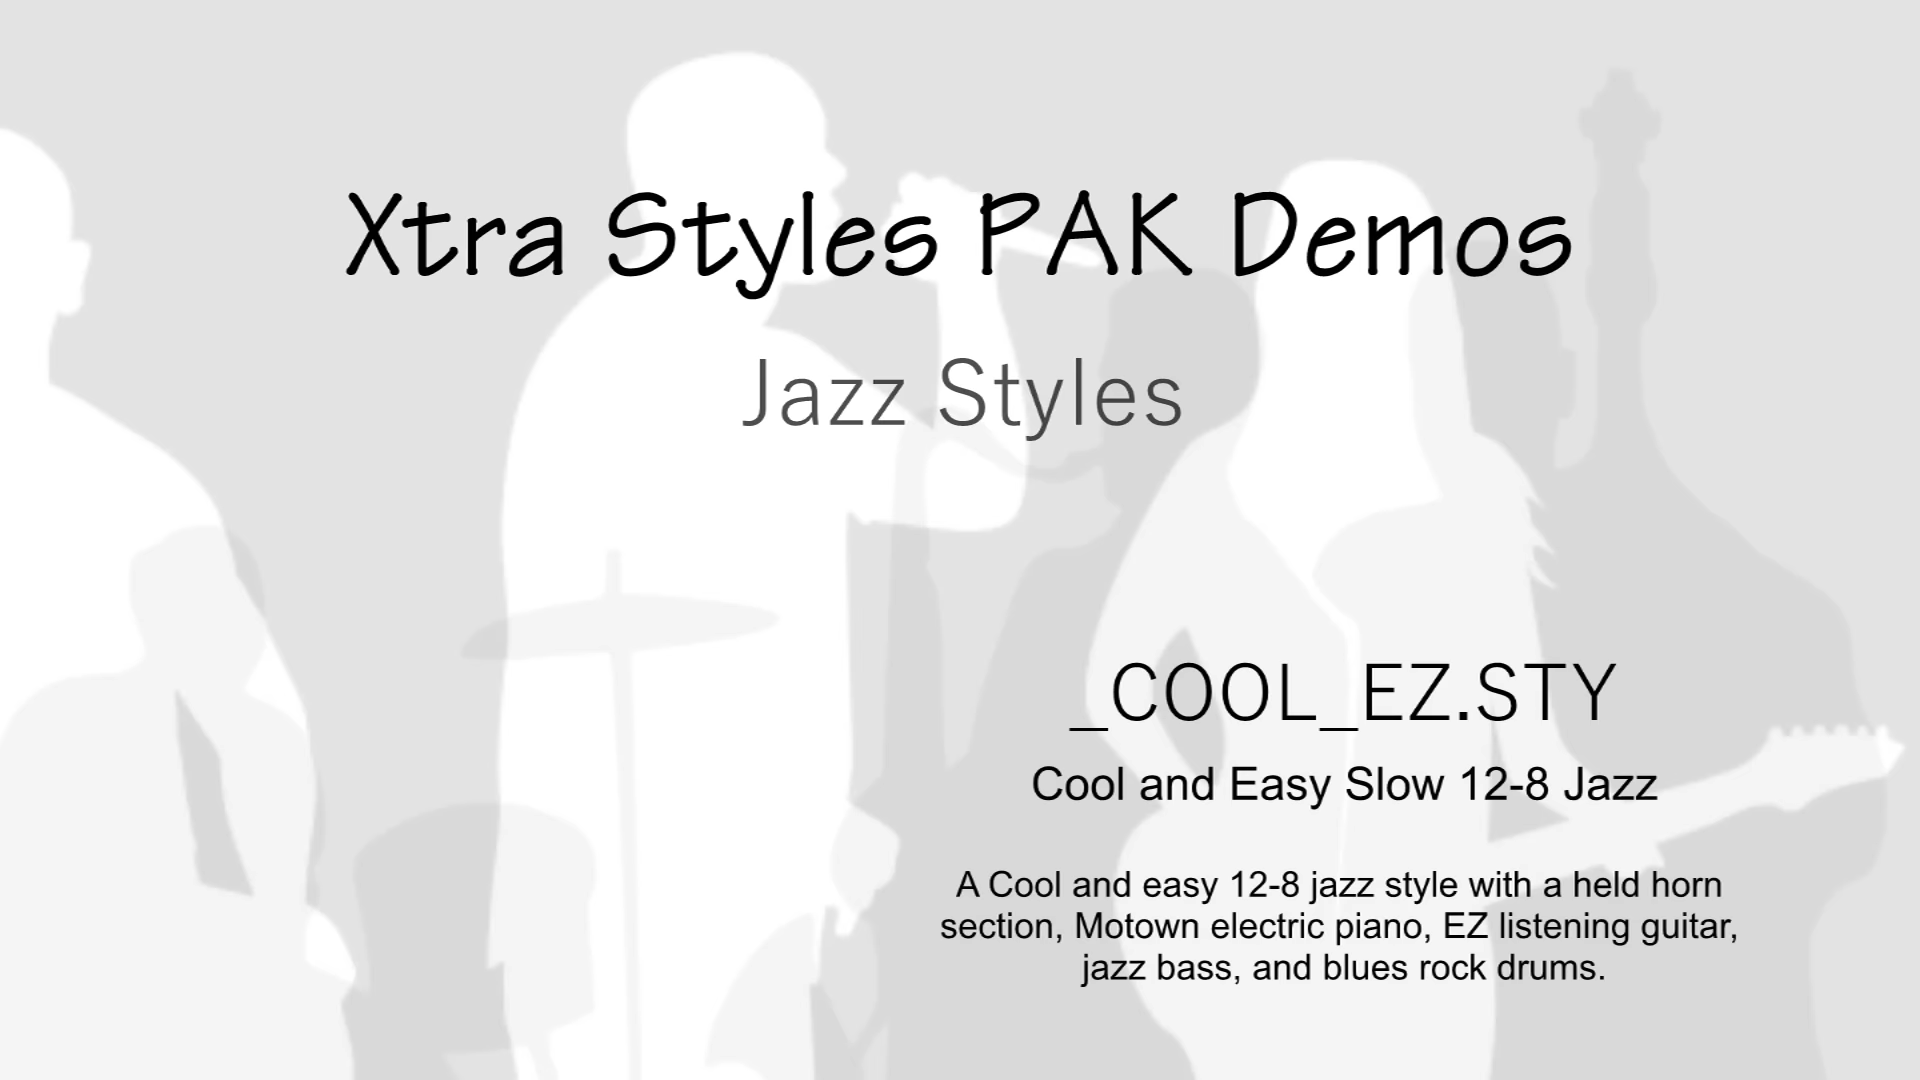 Xtra Styles PAK Demos
Jazz Styles
_COOL_EZ.STY
Cool and Easy Slow 12-8 Jazz
A Cool and easy 12-8 jazz style with a held horn
section, Motown electric piano, EZ listening guitar,
jazz bass, and blues rock drums.